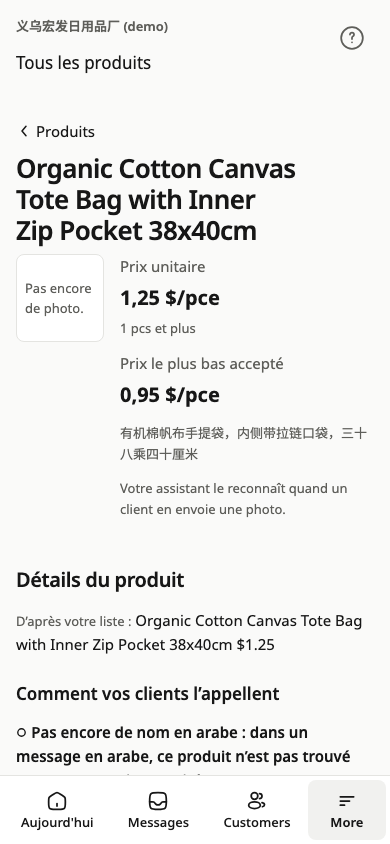 义乌宏发日用品厂 (demo)
Tous les produits
Produits
Organic Cotton Canvas
Tote Bag with Inner
Zip Pocket 38x40cm
Pas encore
de photo.
Prix unitaire
1,25 $/pce
1 pcs et plus
Prix le plus bas accepté
0,95 $/pce
有机棉帆布手提袋，内侧带拉链口袋，三十
八乘四十厘米
Votre assistant le reconnaît quand un
client en envoie une photo.
Détails du produit
D’après votre liste : Organic Cotton Canvas Tote Bag
with Inner Zip Pocket 38x40cm $1.25
Comment vos clients l’appellent
Pas encore de nom en arabe : dans un
message en arabe, ce produit n’est pas trouvé
Aujourd'hui
Messages
Customers
More